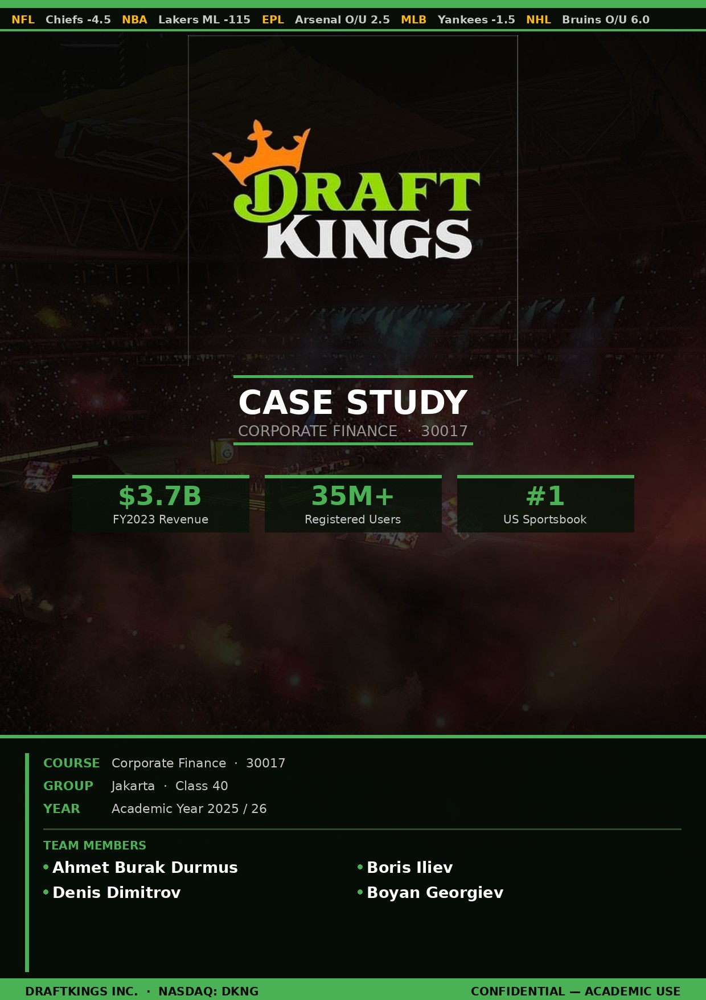 NFL Chiefs -4.5 NBA Lakers ML -115 EPL Arsenal O/U 2.5 MLB Yankees -1.5 NHL Bruins O/U 6.0
DRAFT
KINGS
CASE STUDY
CORPORATE FINANCE · 30017
$3.7B 35M+ #1
FY2023 Revenue Registered Users US Sportsbook
COURSE Corporate Finance · 30017
GROUP Jakarta · Class 40
YEAR Academic Year 2025 / 26
TEAM MEMBERS
• Ahmet Burak Durmus • Boris Iliev
• Denis Dimitrov • Boyan Georgiev
DRAFTKINGS INC. · NASDAQ: DKNG CONFIDENTIAL — ACADEMIC USE